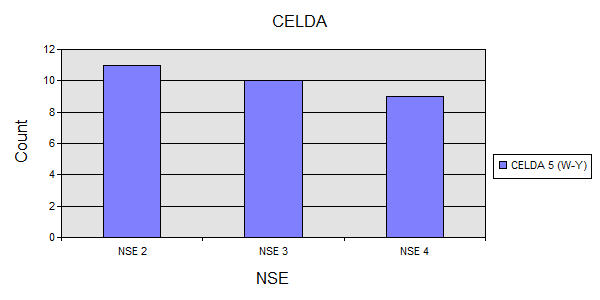 CELDA
12
10
8
6
4
2
0
Count
NSE 2
NSE 3
NSE 4
NSE
CELDA 5 (W-Y)